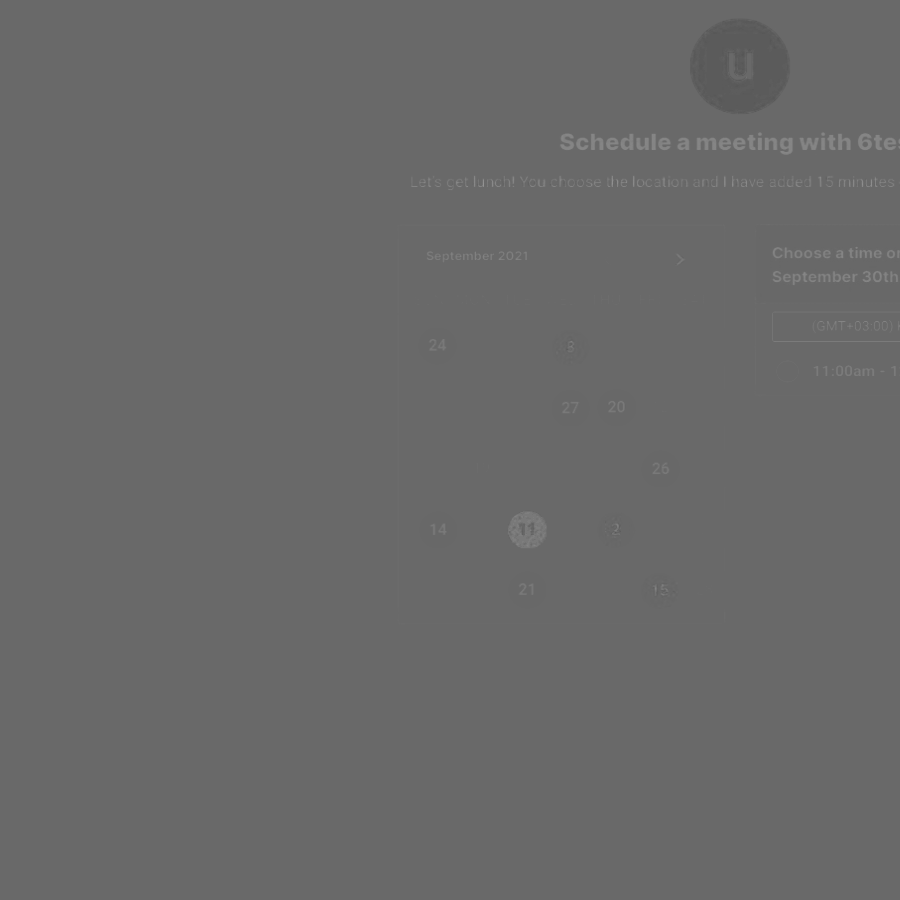 U
Schedule a meeting with 6tes
Let's get lunch! You choose the location and I have added 15 minutes
September 2021
Choose a time or
September 30th
24 8
(GMT+03:00)
11:00am - 1
27 20
26
14 11 2
21 15